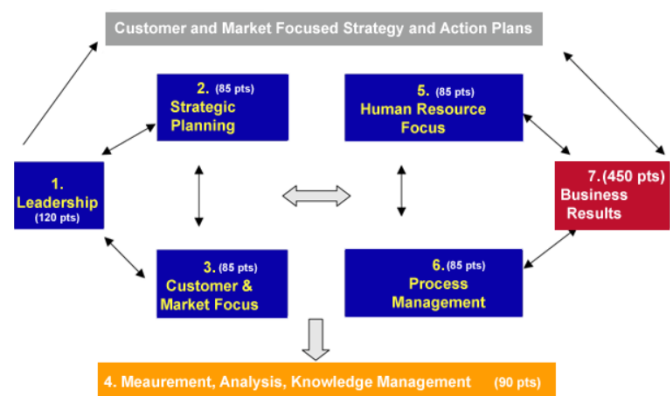 Customer and Market Focused Strategy and Action Plans
2. (85 pts)
Strategic
Planning
5. (85 pts)
Human Resource
Focus
1.
Leadership
(120 pts)
7. (450 pts)
Business
Results
3. (85 pts)
Customer &
Market Focus
6. (85 pts)
Process
Management
4. Meaurement, Analysis, Knowledge Management (90 pts)